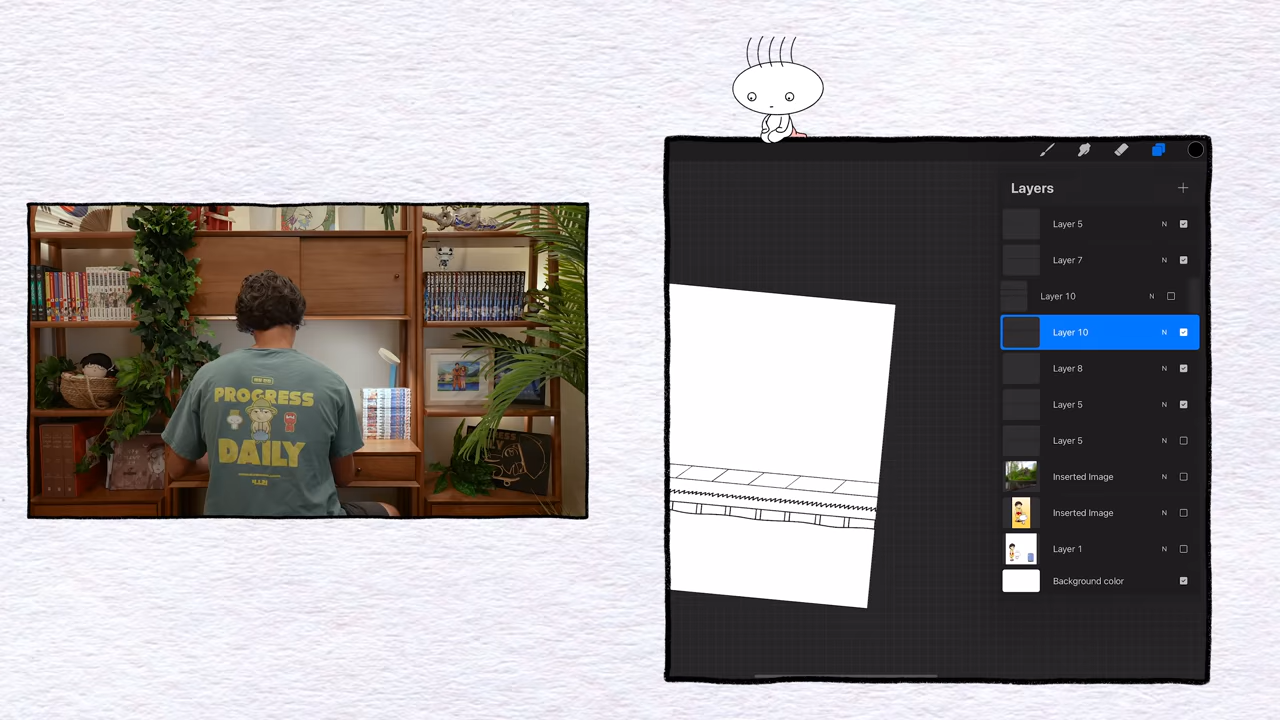 PROGRESS
DAILY
Layers
Layer 5
N
Layer 7
N
Layer 10
N
Layer 10
N
Layer 8
N
Layer 5
N
Layer 5
N
Inserted Image
N
Inserted Image
N
Layer 1
N
Background color